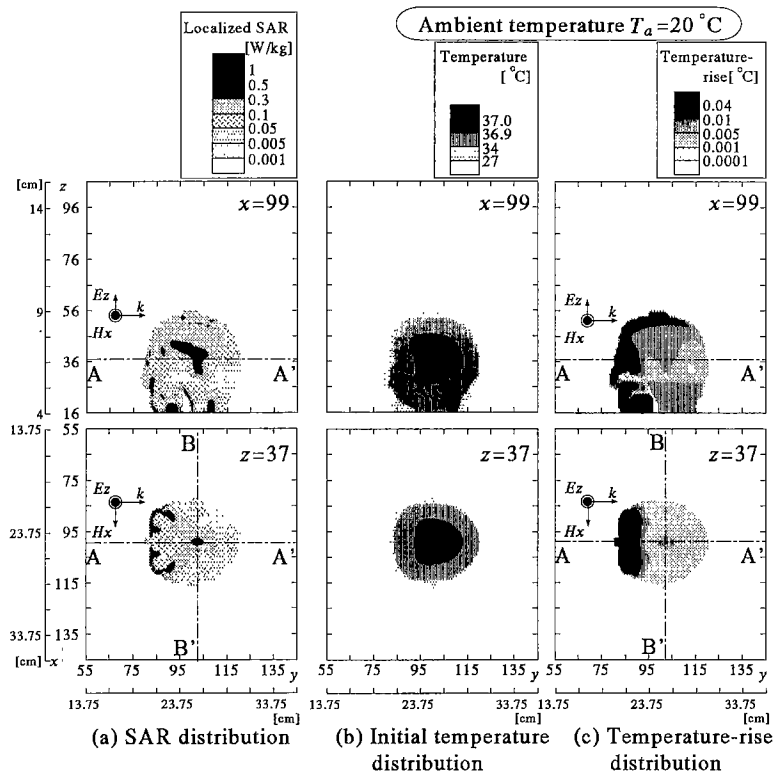 Ambient temperature Ta=20 °C
Localized SAR
[W/kg]
1
0.5
0.3
0.1
0.05
0.005
0.001
Temperature
[ °C]
37.0
36.9
34
27
Temperature-
rise[ °C]
0.04
0.01
0.005
0.001
0.0001
[cm] z
14 96
76
9 56
36
4 16
x=99
Ez
k
Hx
A A'
x=99
x=99
Ez
k
Hx
A A'
13.75 55
75
23.75 95
115
33.75 135
[cm] x
B
z=37
Ez
k
Hx
A A'
B'
z=37
B
z=37
Ez
k
Hx
A A'
B'
55 75 95 115 y
13.75 23.75 33.75
[cm]
55 75 95 115 y
13.75 23.75 33.75
[cm]
55 75 95 115 y
13.75 23.75 33.75
[cm]
(a) SAR distribution
(b) Initial temperature
distribution
(c) Temperature-rise
distribution